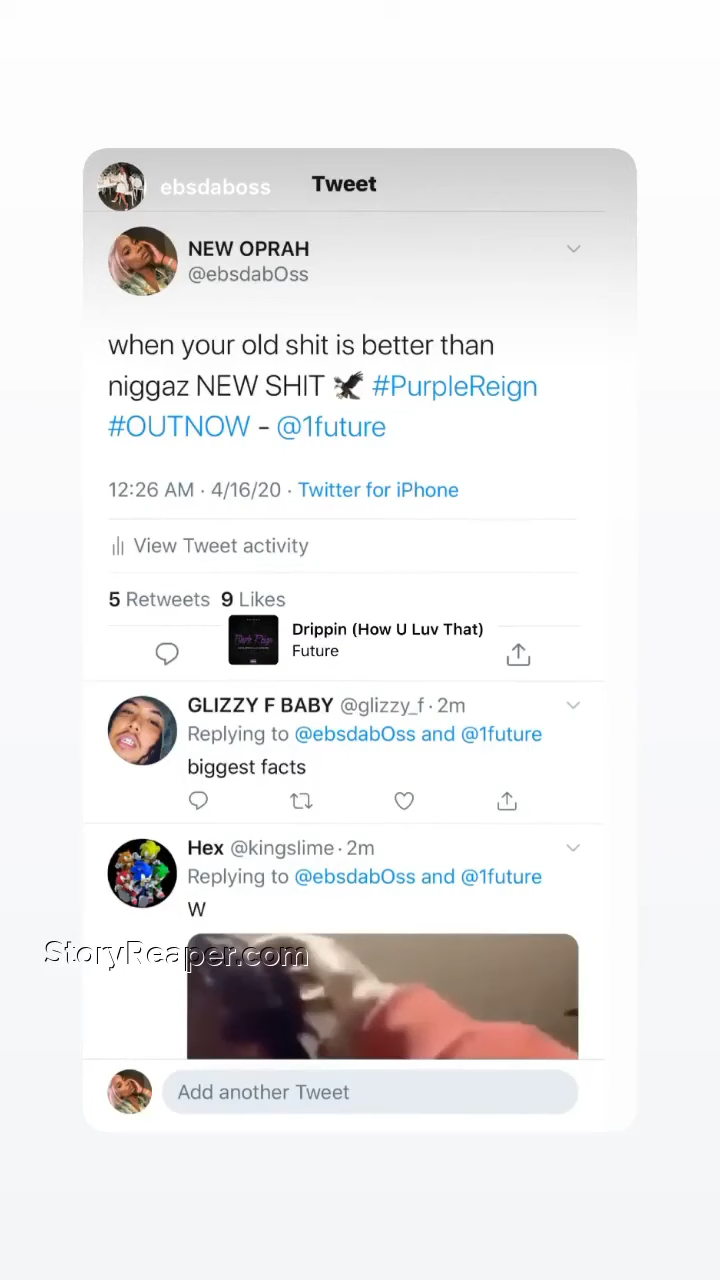 ebsdaboss
Tweet
NEW OPRAH
@ebsdabOss
when your old shit is better than
niggaz NEW SHIT 🦅 #PurpleReign
#OUTNOW - @1future
12:26 AM · 4/16/20 · Twitter for iPhone
View Tweet activity
5 Retweets 9 Likes
Drippin (How U Luv That)
Future
Purple Reign
GLIZZY F BABY @glizzy_f · 2m
Replying to @ebsdabOss and @1future
biggest facts
Hex @kingslime · 2m
Replying to @ebsdabOss and @1future
W
StoryReaper.com
Add another Tweet